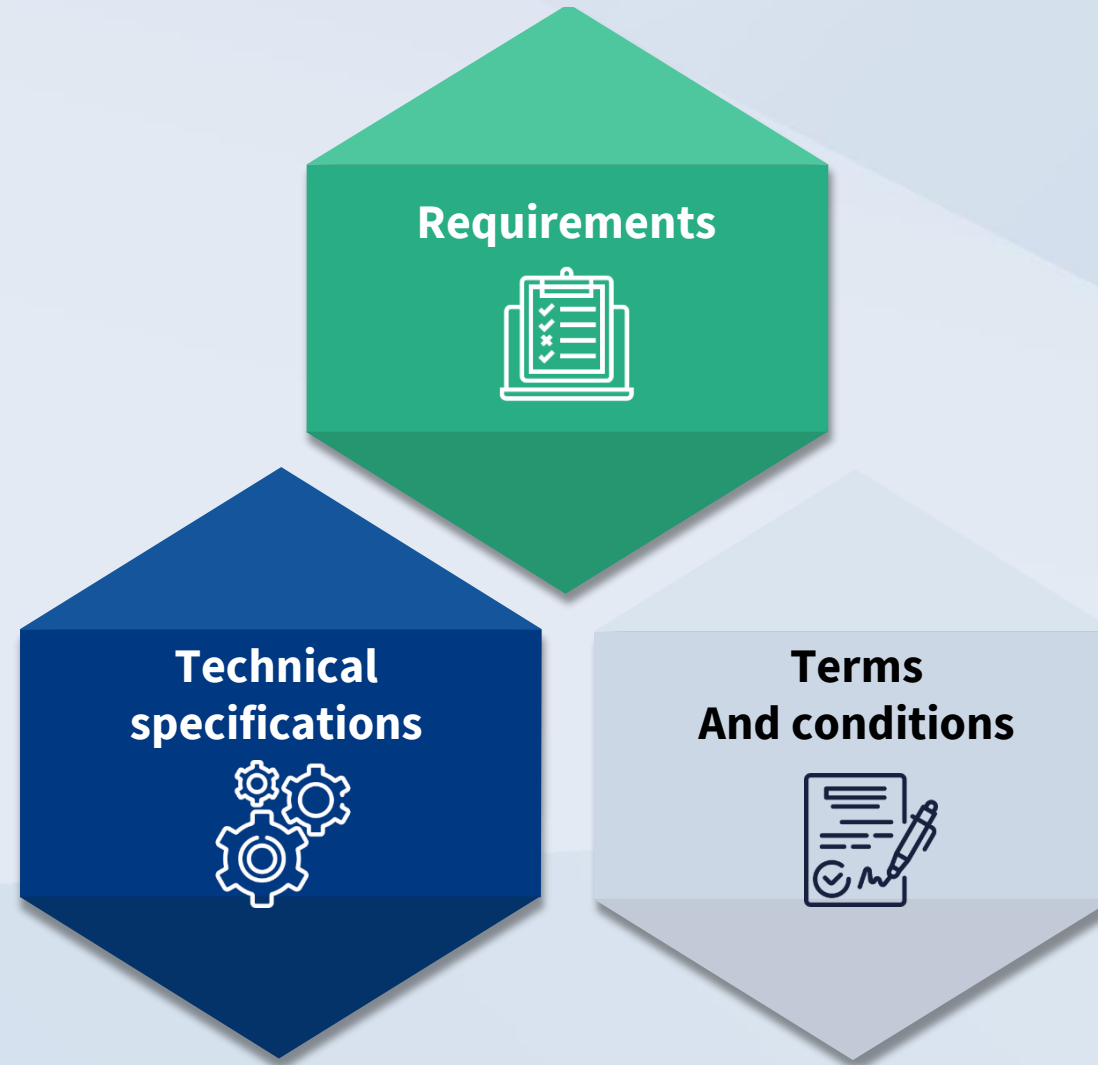 Requirements
Technical
specifications
Terms
And conditions